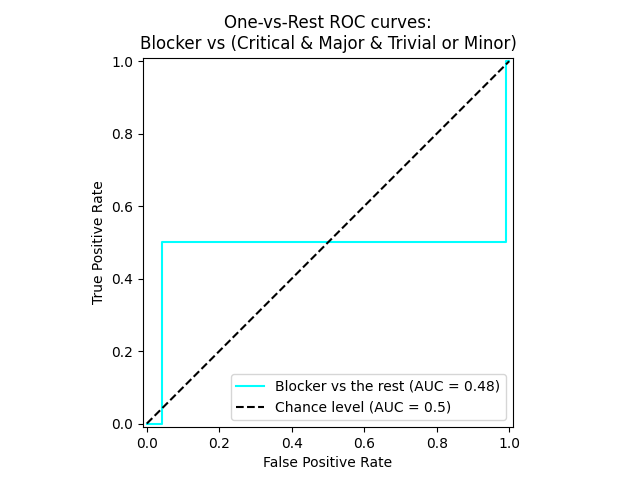 One-vs-Rest ROC curves:
Blocker vs (Critical & Major & Trivial or Minor)
True Positive Rate
1.0
0.8
0.6
0.4
0.2
0.0
Blocker vs the rest (AUC = 0.48)
Chance level (AUC = 0.5)
0.0 0.2 0.4 0.6 0.8 1.0
False Positive Rate